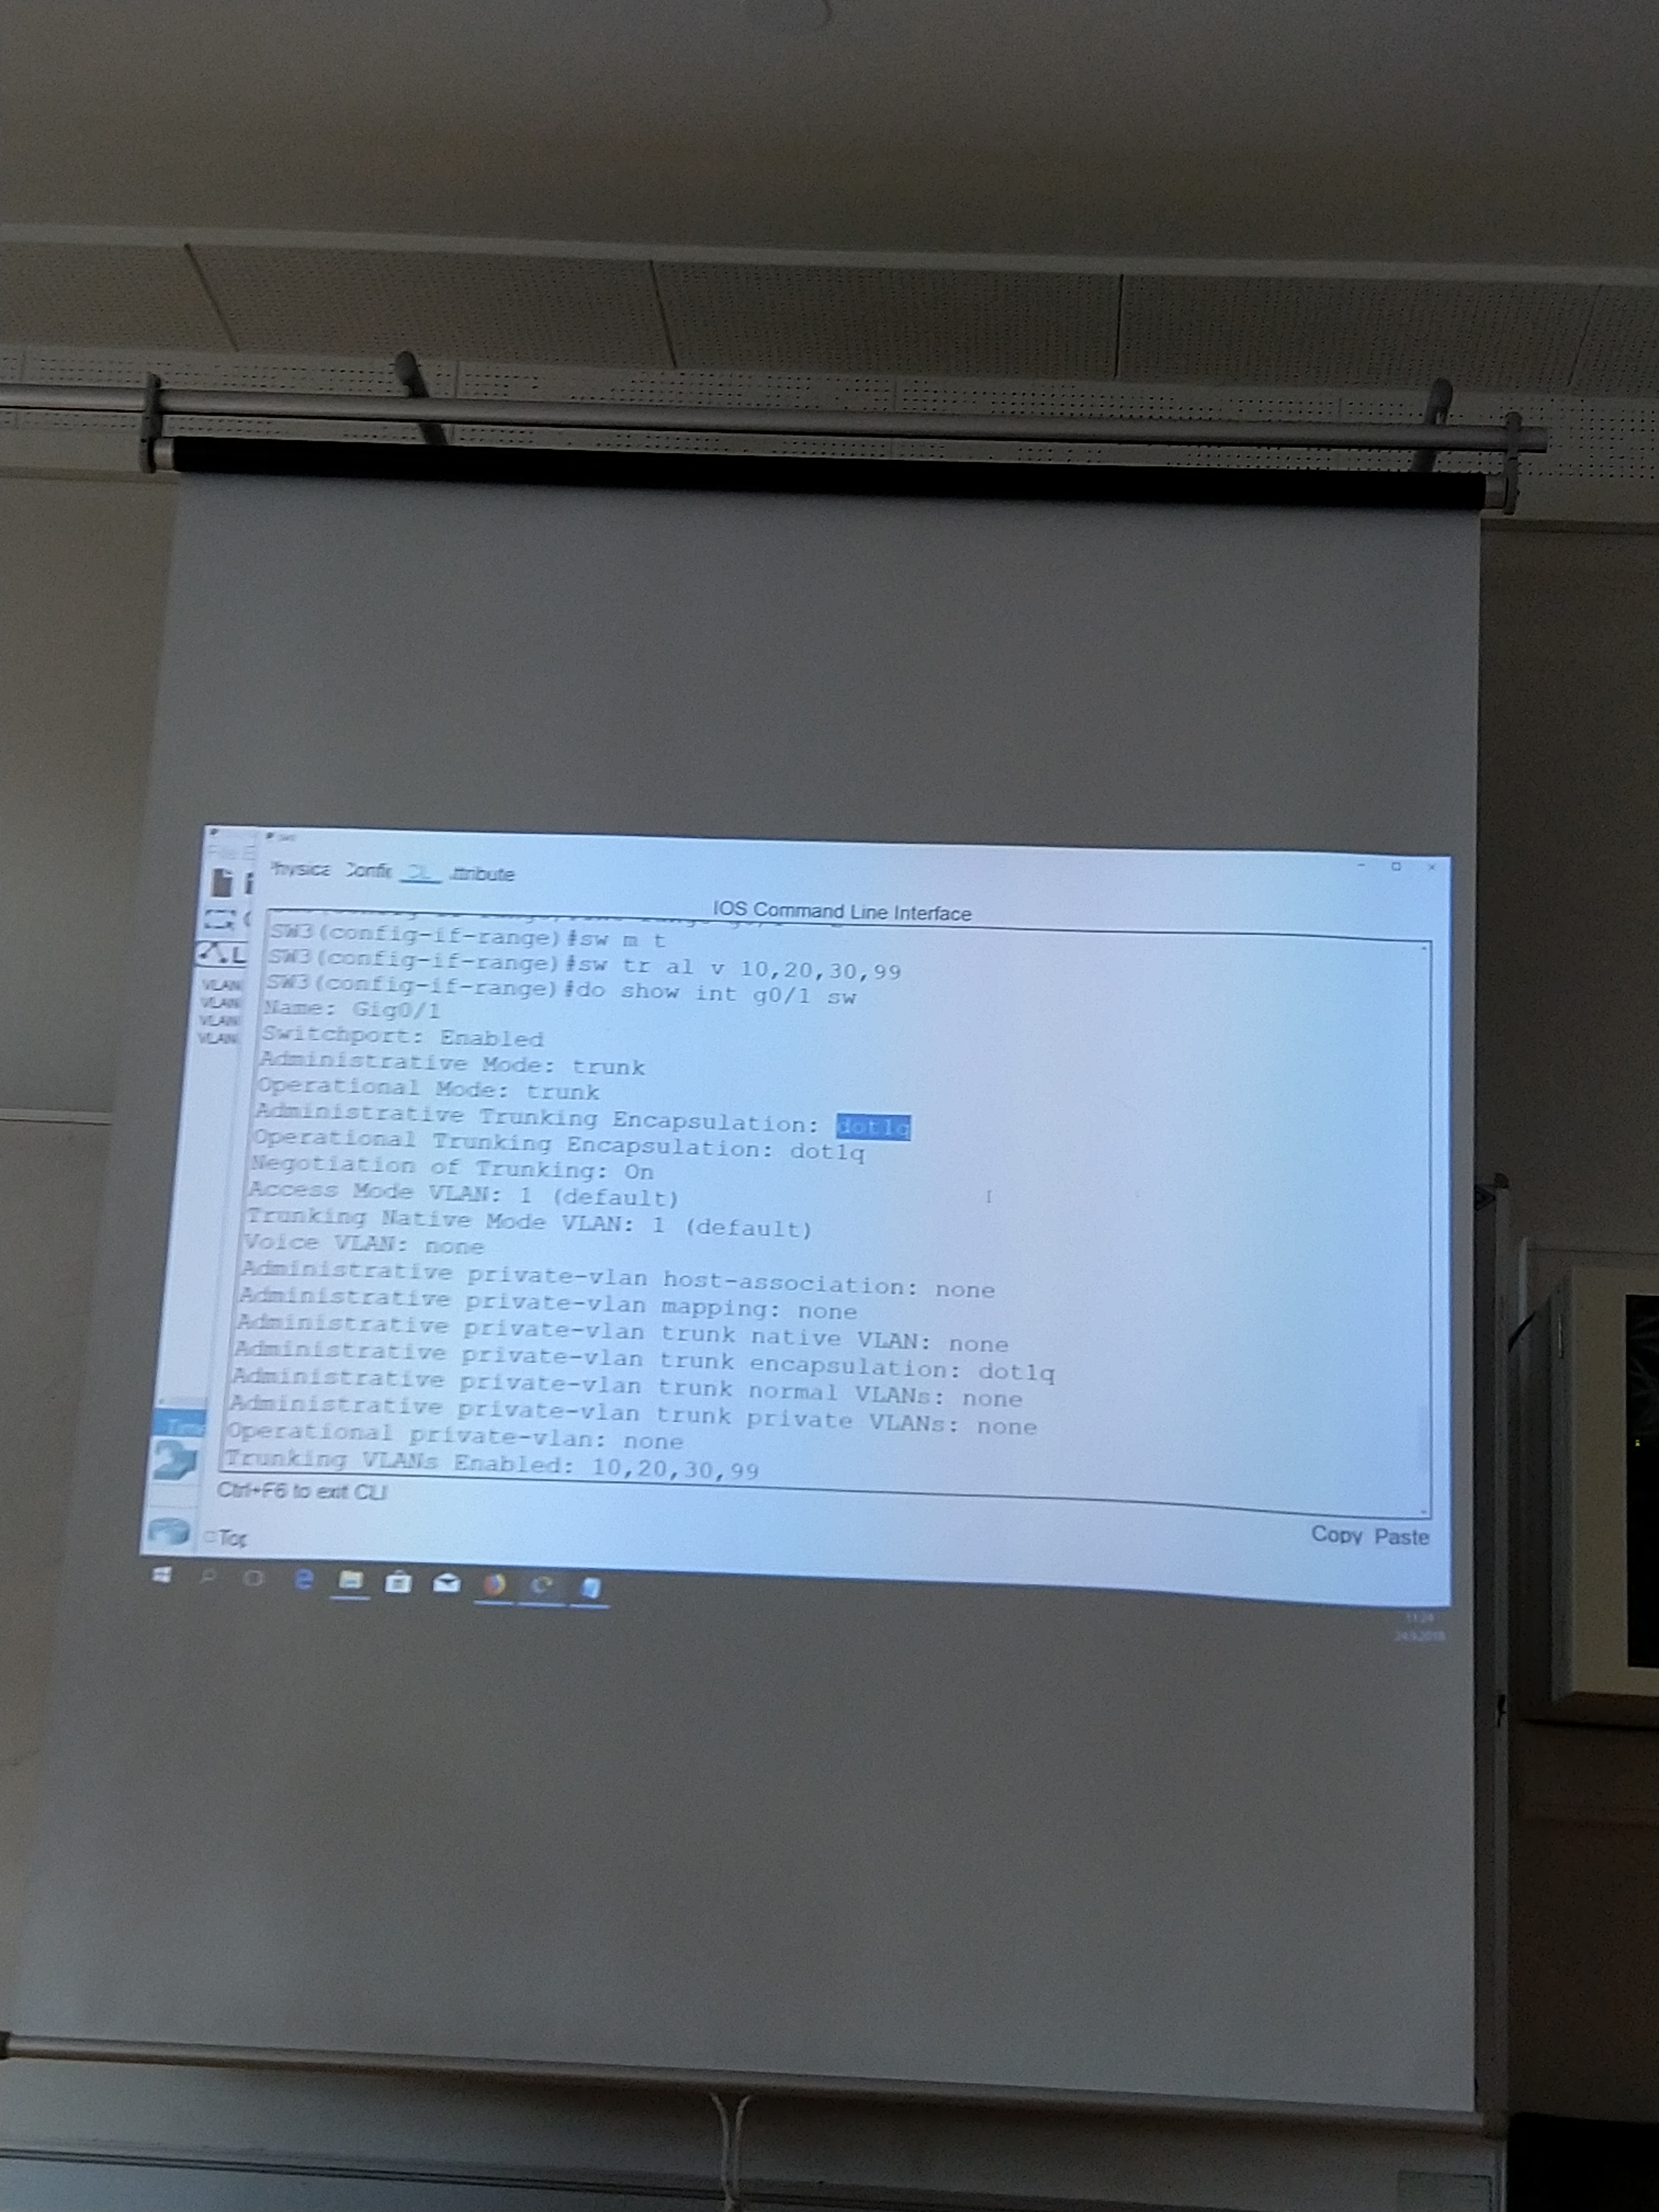 IOS Command Line Interface
SW3(config-if-range)#sw m t
SW3(config-if-range)#sw tr al v 10,20,30,99
SW3(config-if-range)#do show int g0/1 sw
Name: Gig0/1
Switchport: Enabled
Administrative Mode: trunk
Operational Mode: trunk
Administrative Trunking Encapsulation: dot1q
Operational Trunking Encapsulation: dot1q
Negotiation of Trunking: On
Access Mode VLAN: 1 (default)
Trunking Native Mode VLAN: 1 (default)
Voice VLAN: none
Administrative private-vlan host-association: none
Administrative private-vlan mapping: none
Administrative private-vlan trunk native VLAN: none
Administrative private-vlan trunk encapsulation: dot1q
Administrative private-vlan trunk normal VLANs: none
Administrative private-vlan trunk private VLANs: none
Operational private-vlan: none
Trunking VLANs Enabled: 10,20,30,99
Ctrl+F6 to exit CLI
Copy Paste
Top
VLAN
VLAN
VLAN
VLAN